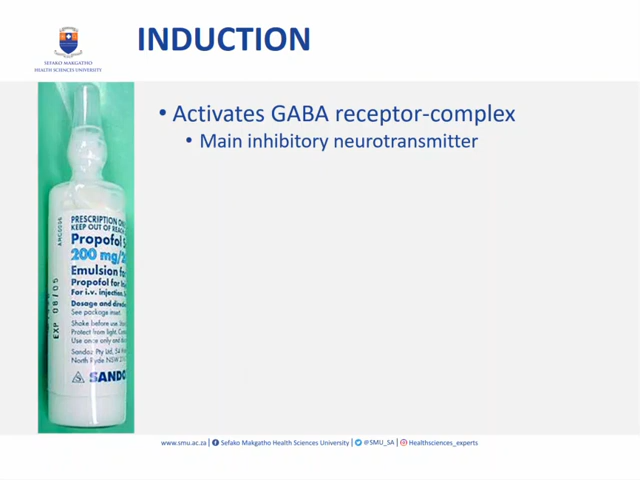 INDUCTION
SEFAKO MAKGATHO
HEALTH SCIENCES UNIVERSITY
• Activates GABA receptor-complex
• Main inhibitory neurotransmitter
PRESCRIPTION ON
KEEP OUT OF REACH
Propofol S
200 mg/2
Emulsion fo
Propofol for
For i.v. injection,
Dosage and dire
See package insert.
Shake before use.
Protect from light.
Use once only and
Sandoz Pty Ltd, 54
North Ryde NSW 2
SANDO
EXP 08/05
www.smu.ac.za | Sefako Makgatho Health Sciences University | @SMU_SA | Healthsciences_experts